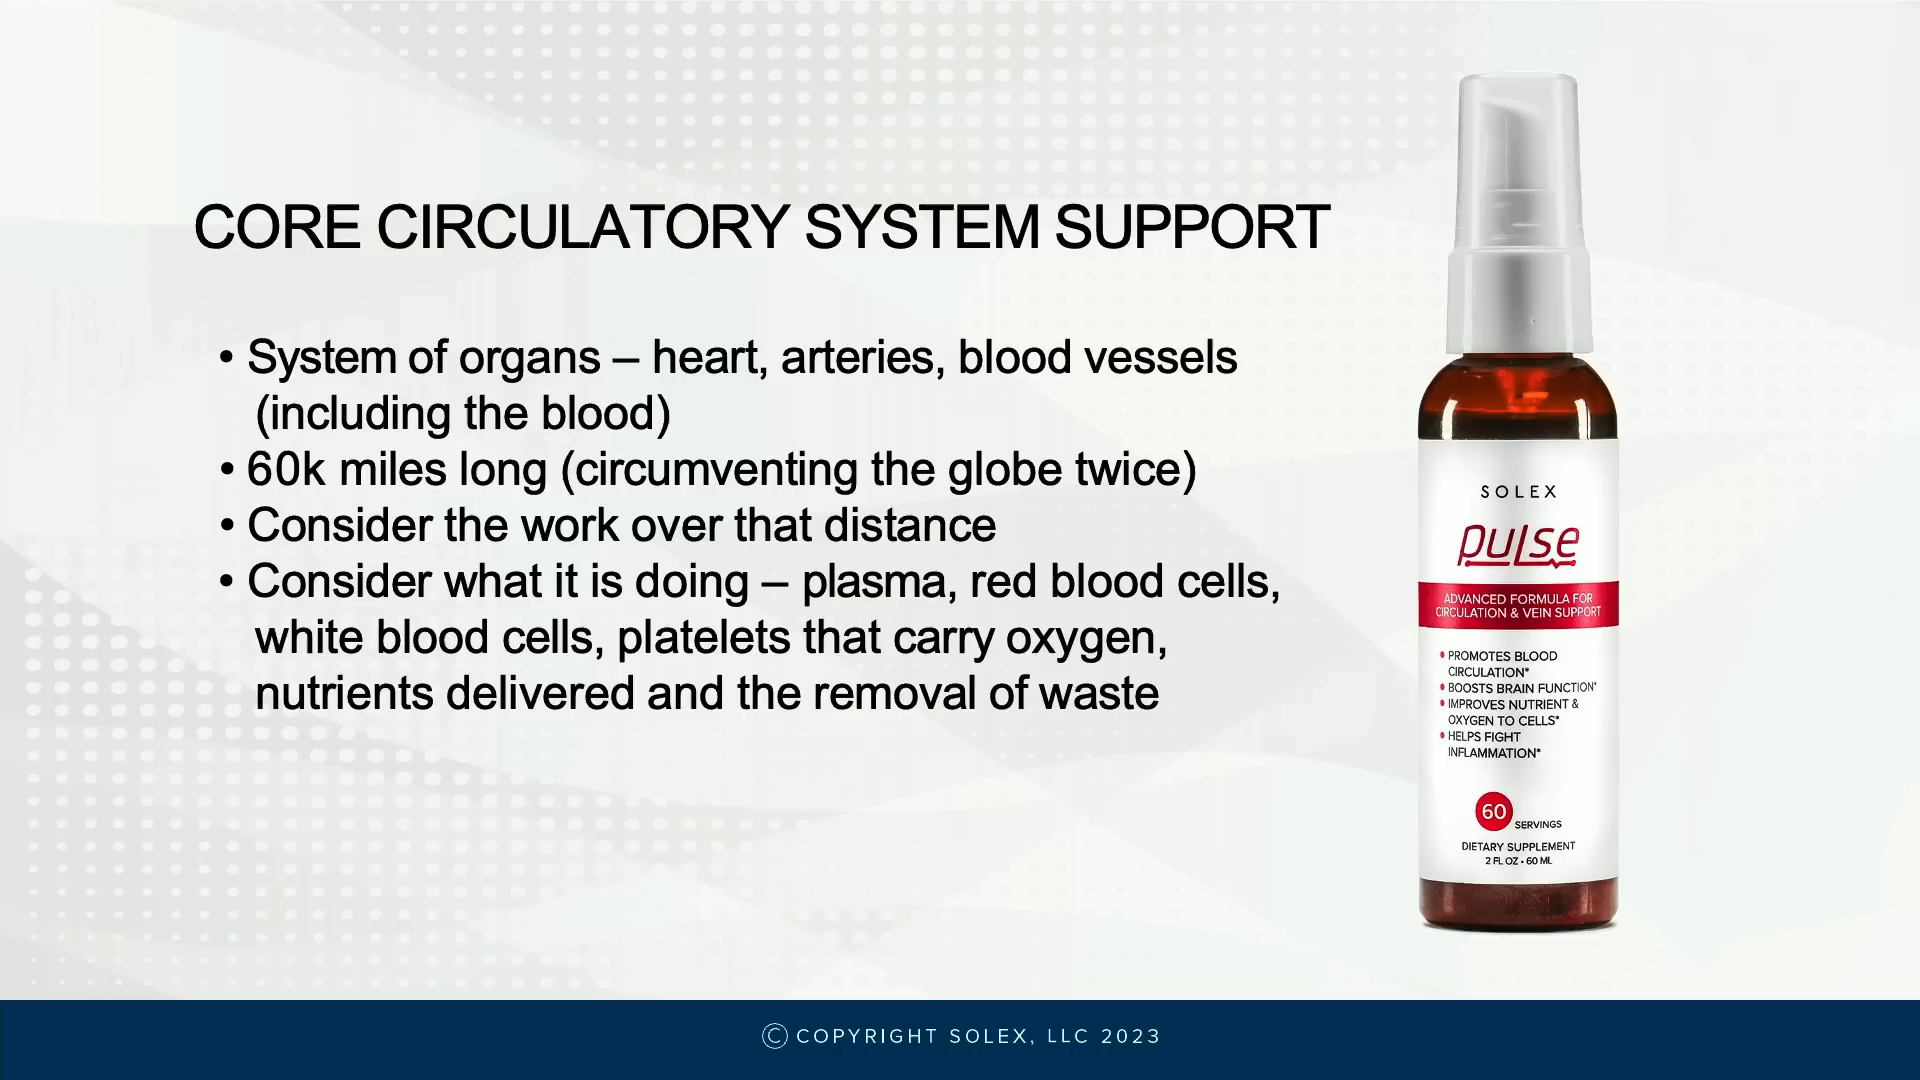 CORE CIRCULATORY SYSTEM SUPPORT
• System of organs – heart, arteries, blood vessels
(including the blood)
• 60k miles long (circumventing the globe twice)
• Consider the work over that distance
• Consider what it is doing – plasma, red blood cells,
white blood cells, platelets that carry oxygen,
nutrients delivered and the removal of waste
SOLEX
pulse
ADVANCED FORMULA FOR
CIRCULATION & VEIN SUPPORT
• PROMOTES BLOOD
CIRCULATION*
• BOOSTS BRAIN FUNCTION*
• IMPROVES NUTRIENT &
OXYGEN TO CELLS*
• HELPS FIGHT
INFLAMMATION*
60 SERVINGS
DIETARY SUPPLEMENT
2 FL OZ • 60 ML
© COPYRIGHT SOLEX, LLC 2023